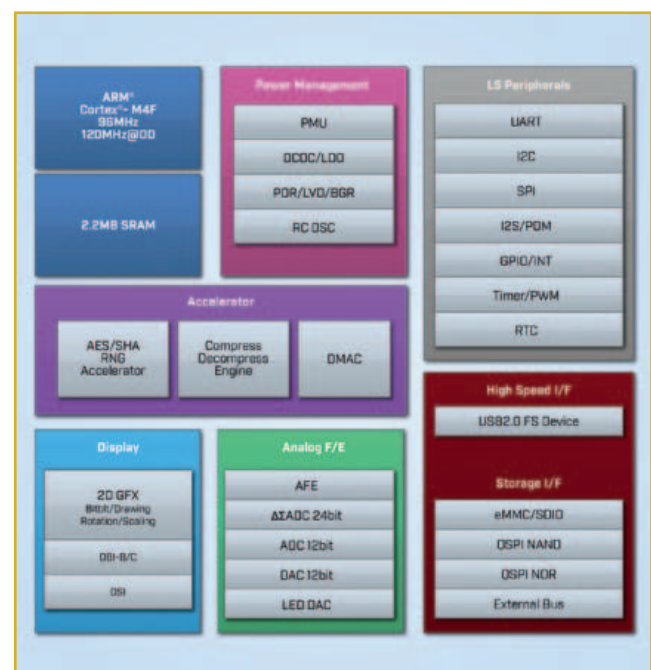 ARM®
Cortex®- M4F
96MHz
120MHz@OD
2.2MB SRAM
Power Management
PMU
DCDC/LDO
POR/LVD/BGR
RC OSC
LS Peripherals
UART
I2C
SPI
I2S/PDM
GPIO/INT
Timer/PWM
RTC
Accelerator
AES/SHA
RNG
Accelerator
Compress
Decompress
Engine
DMAC
High Speed I/F
USB2.0 FS Device
Storage I/F
eMMC/SDIO
QSPI NAND
QSPI NOR
External Bus
Display
2D GFX
Bitblt/Drawing
Rotation/Scaling
DBI-B/C
DSI
Analog F/E
AFE
ΔΣADC 24bit
ADC 12bit
DAC 12bit
LED DAC